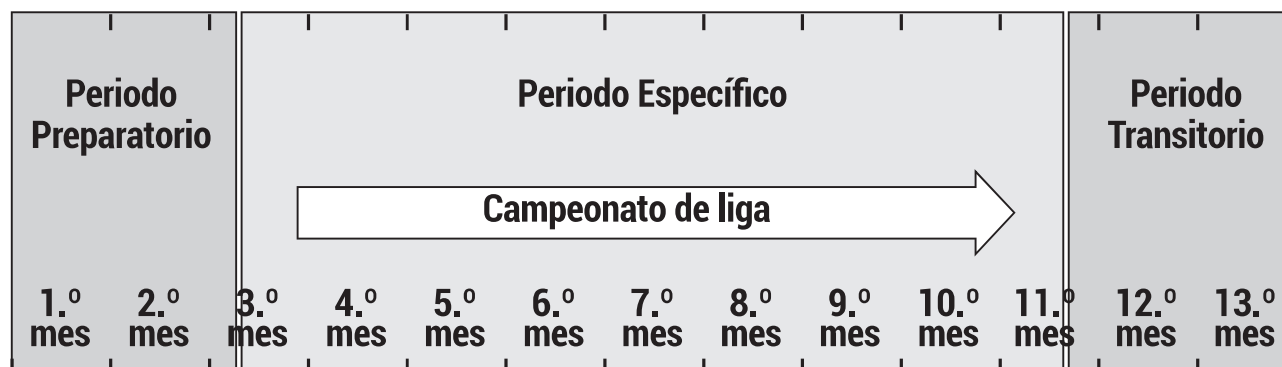 Periodo
Preparatorio
Periodo Específico
Periodo
Transitorio
Campeonato de liga
1.º mes
2.º mes
3.º mes
4.º mes
5.º mes
6.º mes
7.º mes
8.º mes
9.º mes
10.º mes
11.º mes
12.º mes
13.º mes